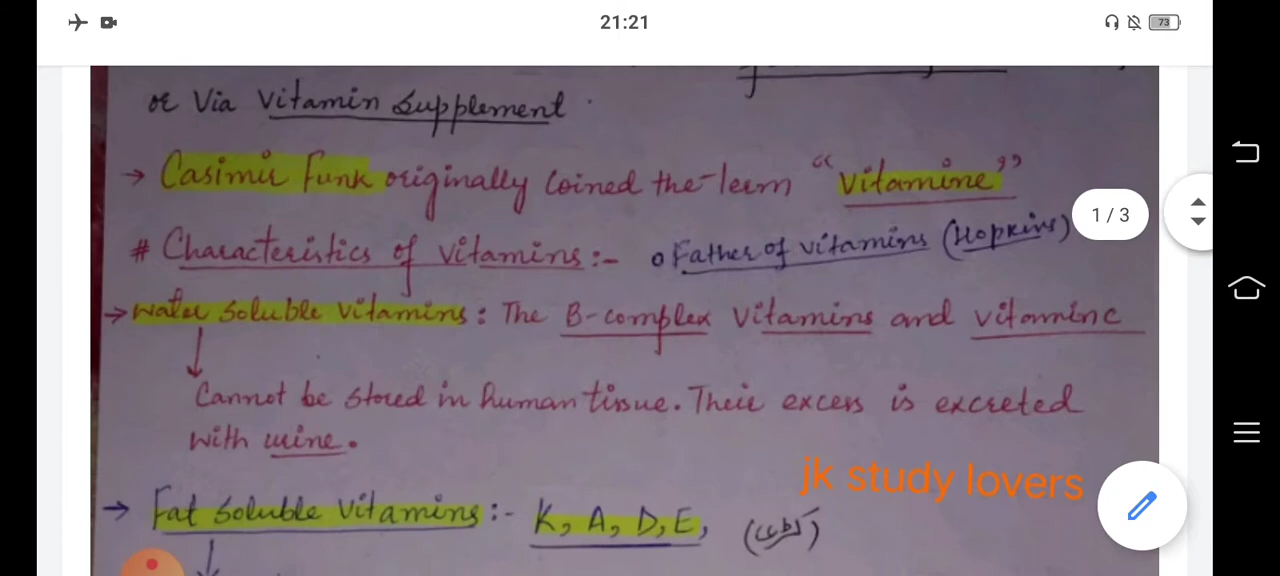 21:21
73
or Via Vitamin Supplement
→ Casimir Funk originally coined the term “Vitamine”
1 / 3
# Characteristics of vitamins :- o Father of vitamins (Hopkins)
→ Water Soluble Vitamins : The B-complex Vitamins and vitaminc
Cannot be stored in human tissue. Their excess is excreted
with urine.
jk study lovers
→ Fat Soluble Vitamins :- K, A, D, E,